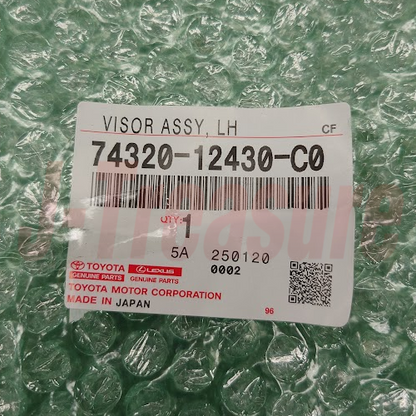 VISOR ASSY, LH
CF
74320-12430-C0
QTY. 1
5A 250120
0002
TOYOTA LEXUS
GENUINE PARTS GENUINE PARTS
TOYOTA MOTOR CORPORATION
MADE IN JAPAN
96